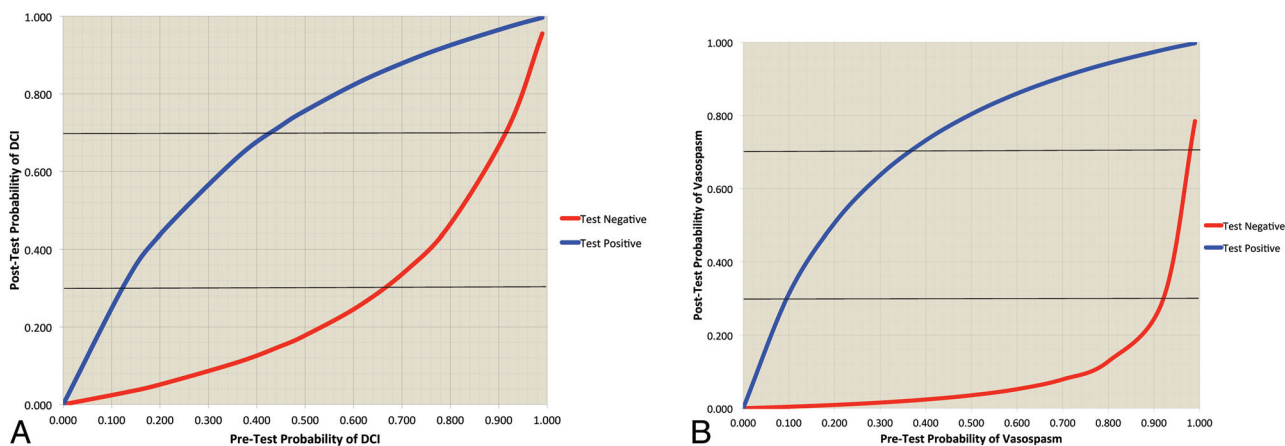 1.000
0.800
0.600
0.400
0.200
0.000
Post-Test Probability of DCI
0.000 0.100 0.200 0.300 0.400 0.500 0.600 0.700 0.800 0.900 1.000
Pre-Test Probability of DCI
Test Negative
Test Positive
A
1.000
0.800
0.600
0.400
0.200
0.000
Post-Test Probability of Vasospasm
0.000 0.100 0.200 0.300 0.400 0.500 0.600 0.700 0.800 0.900 1.000
Pre-Test Probability of Vasospasm
Test Negative
Test Positive
B